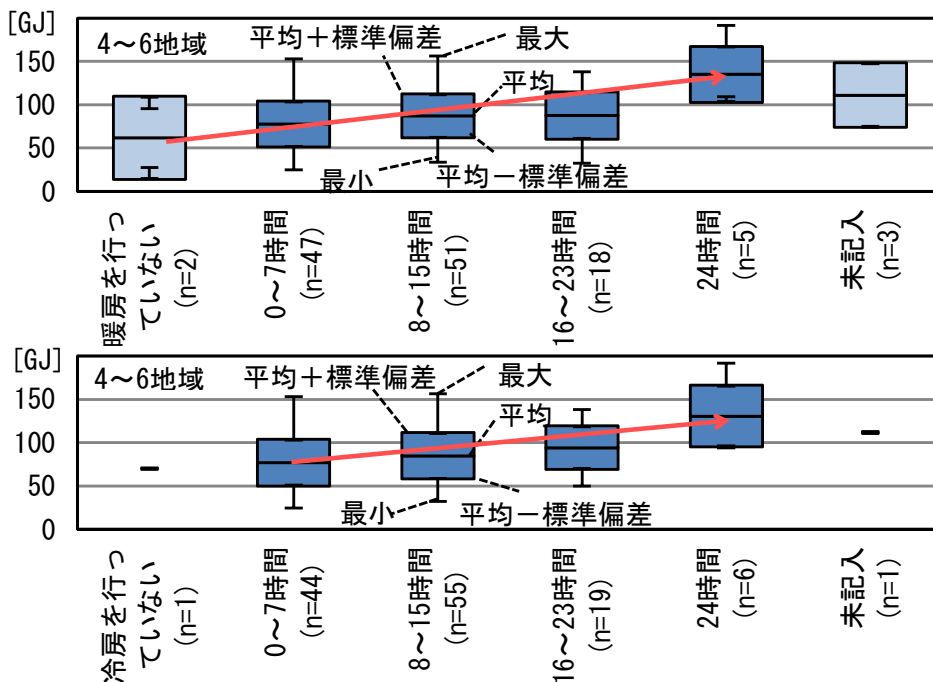 [GJ]
4～6地域
平均＋標準偏差
最大
平均
最小
平均－標準偏差
150
100
50
0
暖房を行っ
ていない
(n=2)
0～7時間
(n=47)
8～15時間
(n=51)
16～23時間
(n=18)
24時間
(n=5)
未記入
(n=3)
[GJ]
4～6地域
平均＋標準偏差
最大
平均
最小
平均－標準偏差
150
100
50
0
冷房を行っ
ていない
(n=1)
0～7時間
(n=44)
8～15時間
(n=55)
16～23時間
(n=19)
24時間
(n=6)
未記入
(n=1)